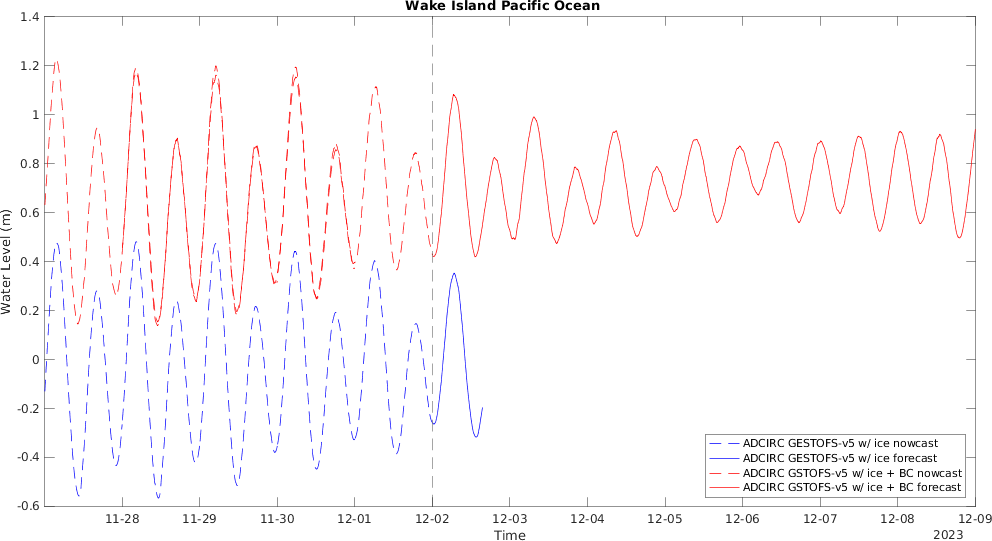 Wake Island Pacific Ocean
1.4
1.2
1
0.8
0.6
0.4
0.2
0
-0.2
-0.4
-0.6
Water Level (m)
ADCIRC GESTOFS-v5 w/ ice nowcast
ADCIRC GESTOFS-v5 w/ ice forecast
ADCIRC GSTOFS-v5 w/ ice + BC nowcast
ADCIRC GSTOFS-v5 w/ ice + BC forecast
11-28 11-29 11-30 12-01 12-02 12-03 12-04 12-05 12-06 12-07 12-08 12-09
Time
2023